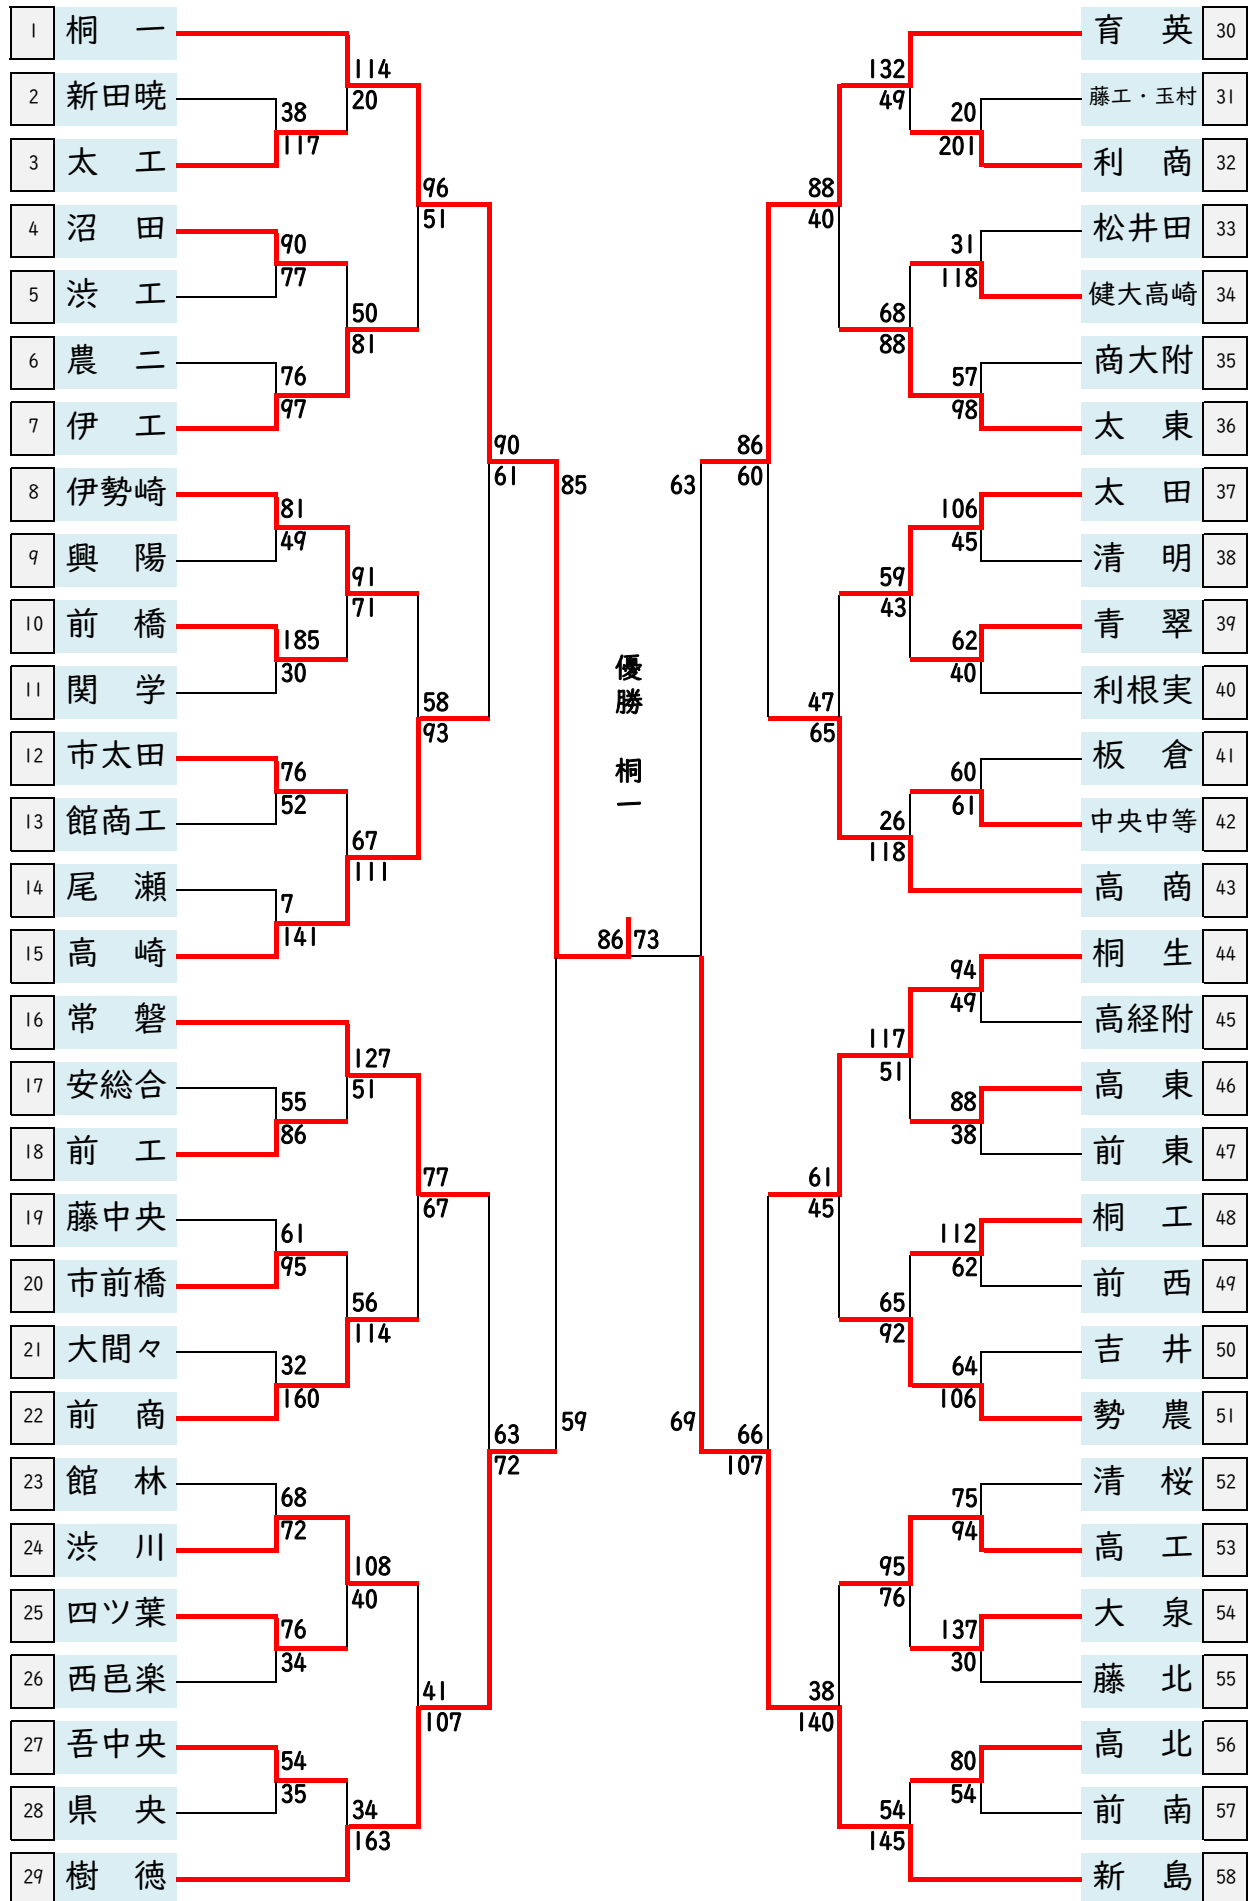 1 桐一
2 新田暁
3 太工
4 沼田
5 渋工
6 農二
7 伊工
8 伊勢崎
9 興陽
10 前橋
11 関学
12 市太田
13 館商工
14 尾瀬
15 高崎
16 常磐
17 安総合
18 前工
19 藤中央
20 市前橋
21 大間々
22 前商
23 館林
24 渋川
25 四ツ葉
26 西邑楽
27 吾中央
28 県央
29 樹徳
38
117
90
77
76
97
81
49
185
30
76
52
7
141
55
86
61
95
32
160
68
72
76
34
54
35
114
20
50
81
91
71
67
111
127
51
56
114
108
40
34
163
96
51
58
93
77
67
41
107
90
61
63
72
85
59
優勝 桐一
86 73
63
69
86
60
66
107
88
40
47
65
61
45
38
140
132
49
68
88
59
43
26
118
117
51
65
92
95
76
54
145
20
201
31
118
57
98
106
45
62
40
60
61
94
49
88
38
112
62
64
106
75
94
137
30
80
54
育英 30
藤工・玉村 31
利商 32
松井田 33
健大高崎 34
商大附 35
太東 36
太田 37
清明 38
青翠 39
利根実 40
板倉 41
中央中等 42
高商 43
桐生 44
高経附 45
高東 46
前東 47
桐工 48
前西 49
吉井 50
勢農 51
清桜 52
高工 53
大泉 54
藤北 55
高北 56
前南 57
新島 58